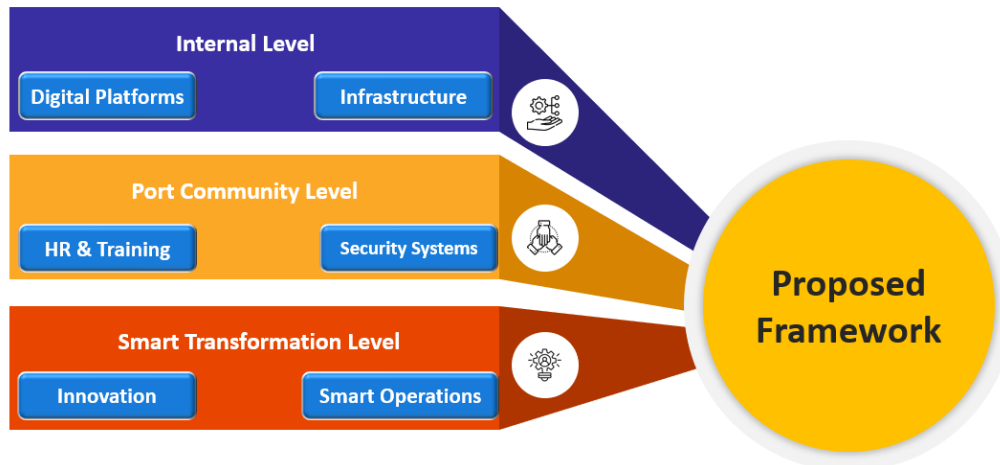 Internal Level
Digital Platforms
Infrastructure
Port Community Level
HR & Training
Security Systems
Smart Transformation Level
Innovation
Smart Operations
Proposed
Framework